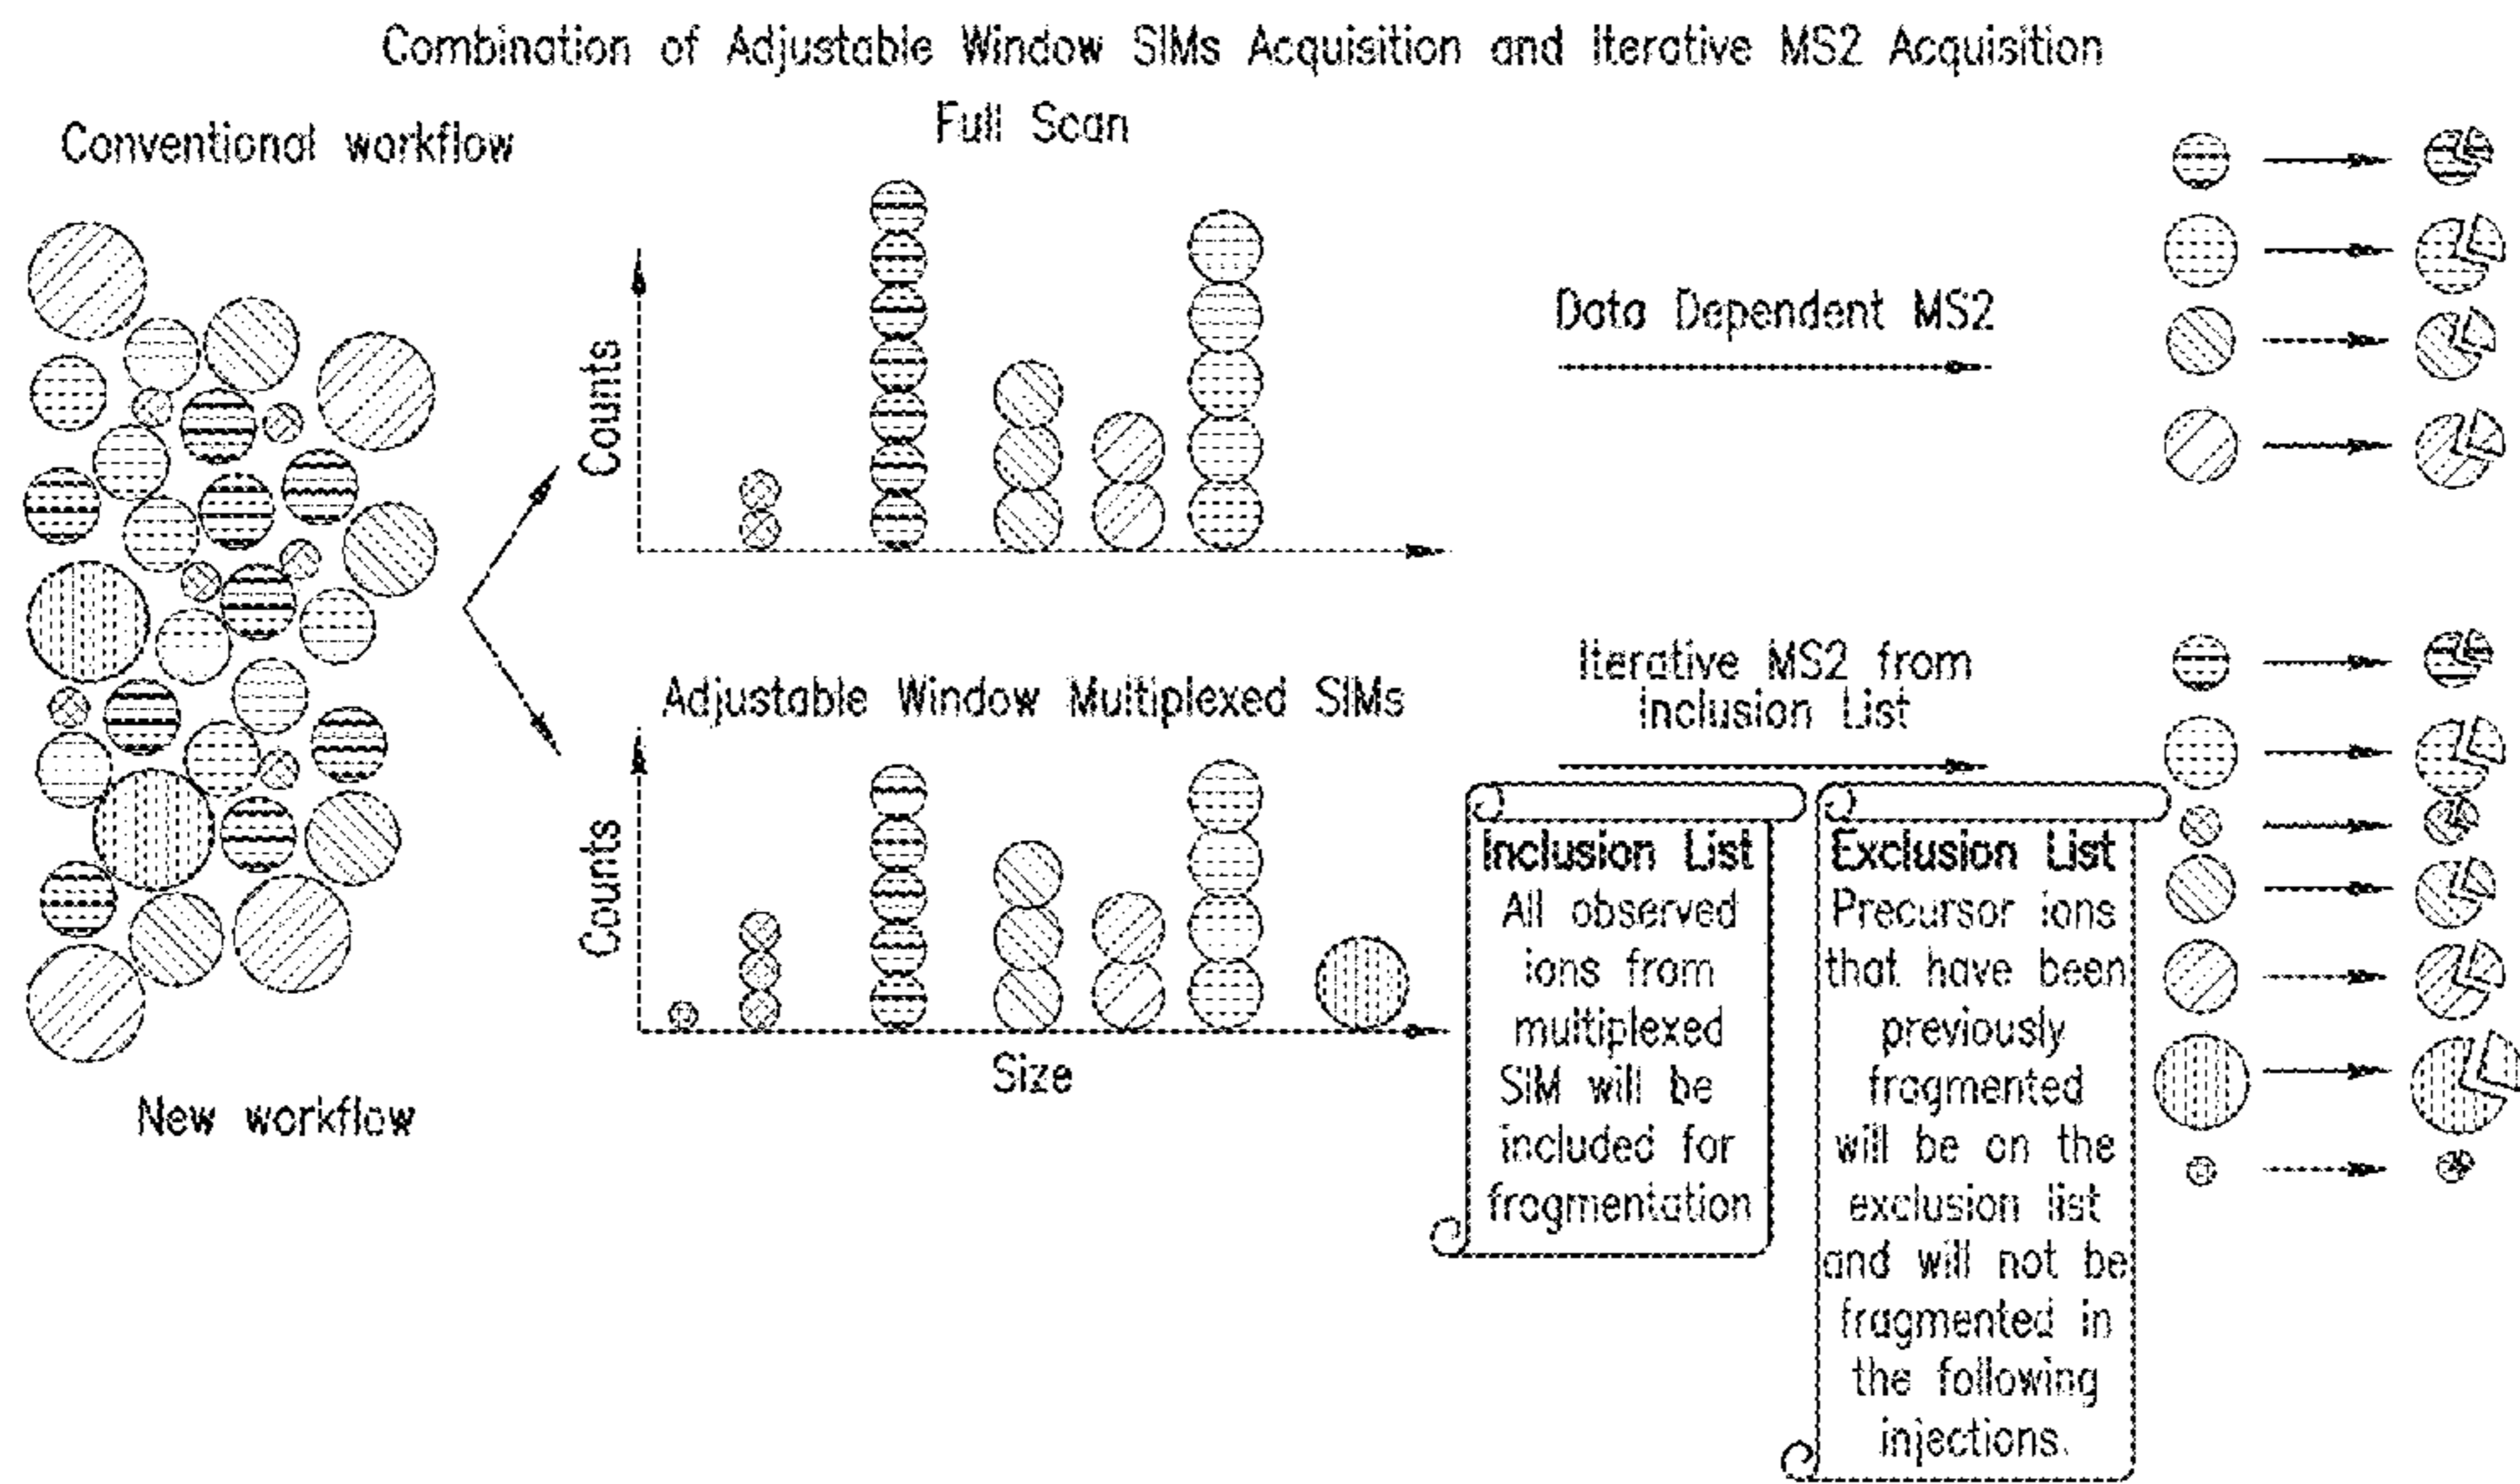 Combination of Adjustable Window SIMs Acquisition and Iterative MS2 Acquisition
Conventional workflow
Full Scan
Counts
Data Dependent MS2
Adjustable Window Multiplexed SIMs
Counts
Size
New workflow
Iterative MS2 from
Inclusion List
Inclusion List
All observed
ions from
multiplexed
SIM will be
included for
fragmentation
Exclusion List
Precursor ions
that have been
previously
fragmented
will be on the
exclusion list
and will not be
fragmented in
the following
injections.